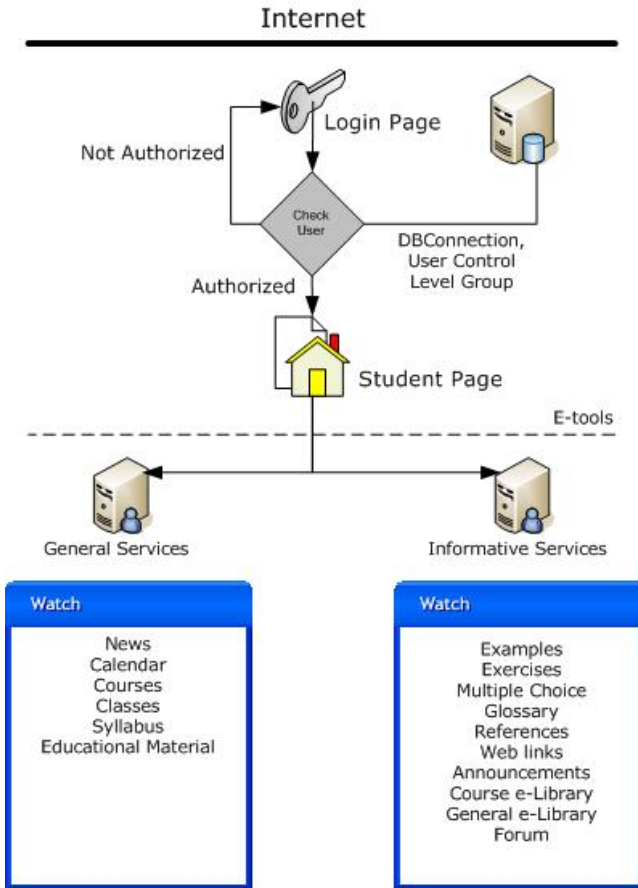 Internet
Login Page
Not Authorized
Check
User
DBConnection,
User Control
Level Group
Authorized
Student Page
E-tools
General Services
Informative Services
Watch
News
Calendar
Courses
Classes
Syllabus
Educational Material
Watch
Examples
Exercises
Multiple Choice
Glossary
References
Web links
Announcements
Course e-Library
General e-Library
Forum